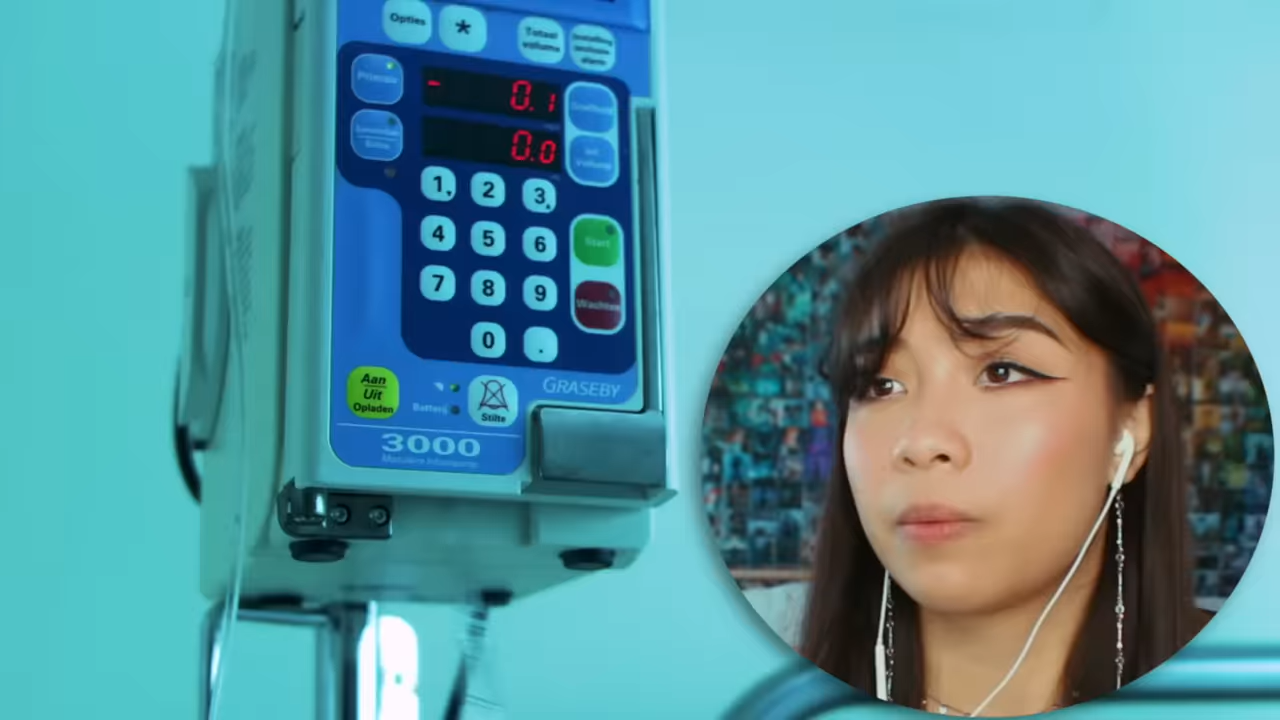 Opties
*
Totaal
volume
Primair
- 0.1
0.0
1 2 3
4 5 6
7 8 9
0 .
Start
Wachten
Aan
Uit
Opladen
Batterij
Stilte
GRASEBY
3000